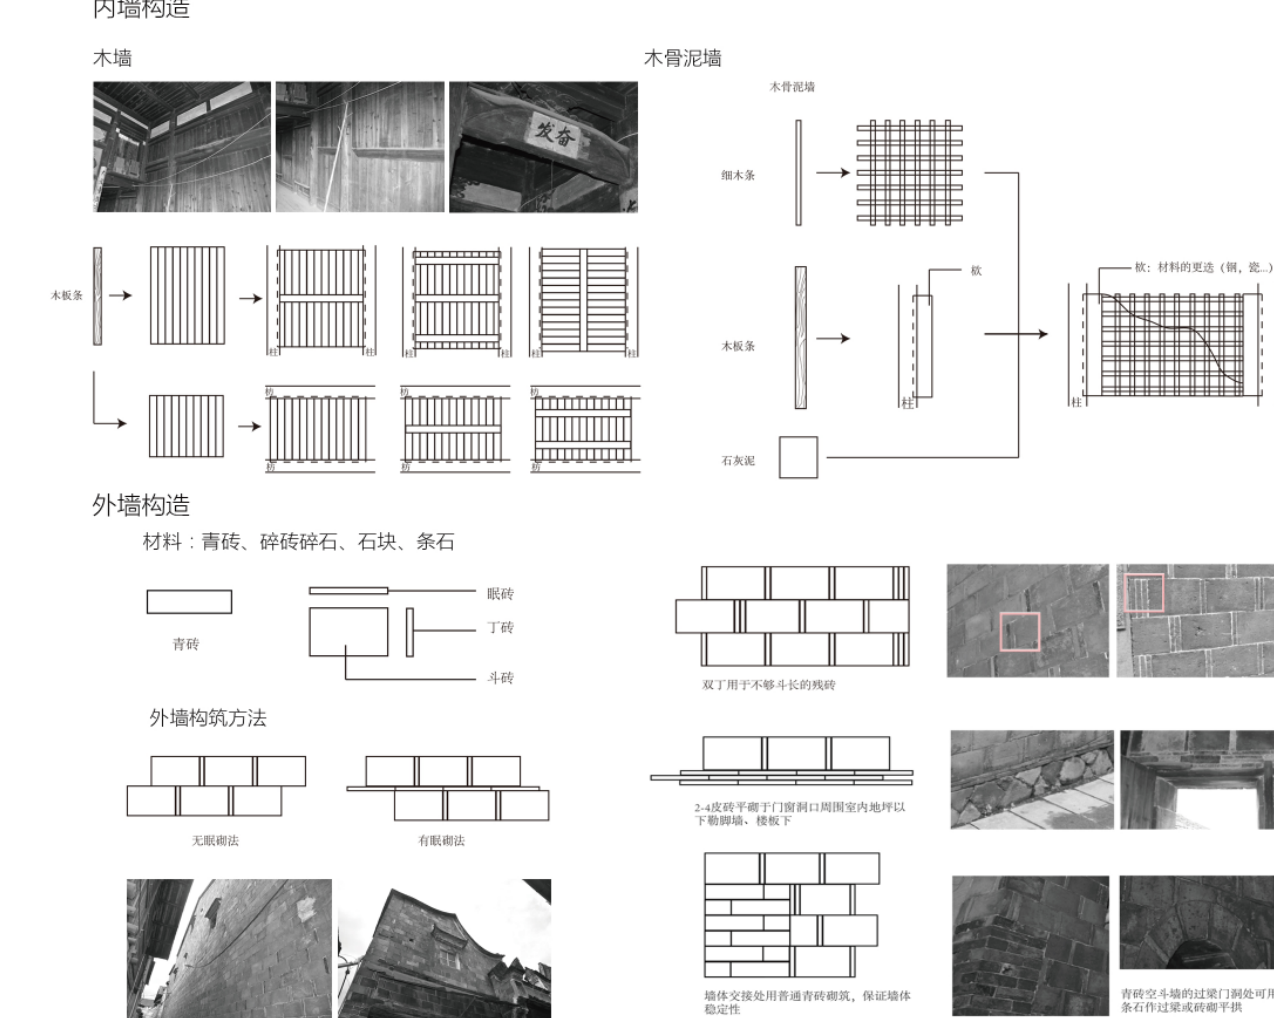 内墙构造
木墙
木骨泥墙
木骨泥墙
奋发
细木条
木板条
柱
柱
柱
柱
柱
柱
枋
枋
枋
枋
枋
枋
木板条
柱
石灰泥
柱
材料的更迭（钢，瓷...）
外墙构造
材料：青砖、碎砖碎石、石块、条石
青砖
眠砖
丁砖
斗砖
双丁用于不够斗长的残砖
外墙构筑方法
无眠砌法
有眠砌法
2-4皮砖平砌于门窗洞口周围室内地坪以
下勒脚墙、楼板下
墙体交接处用普通青砖砌筑，保证墙体
稳定性
青砖空斗墙的过梁门洞处可用
条石作过梁或砖砌平拱